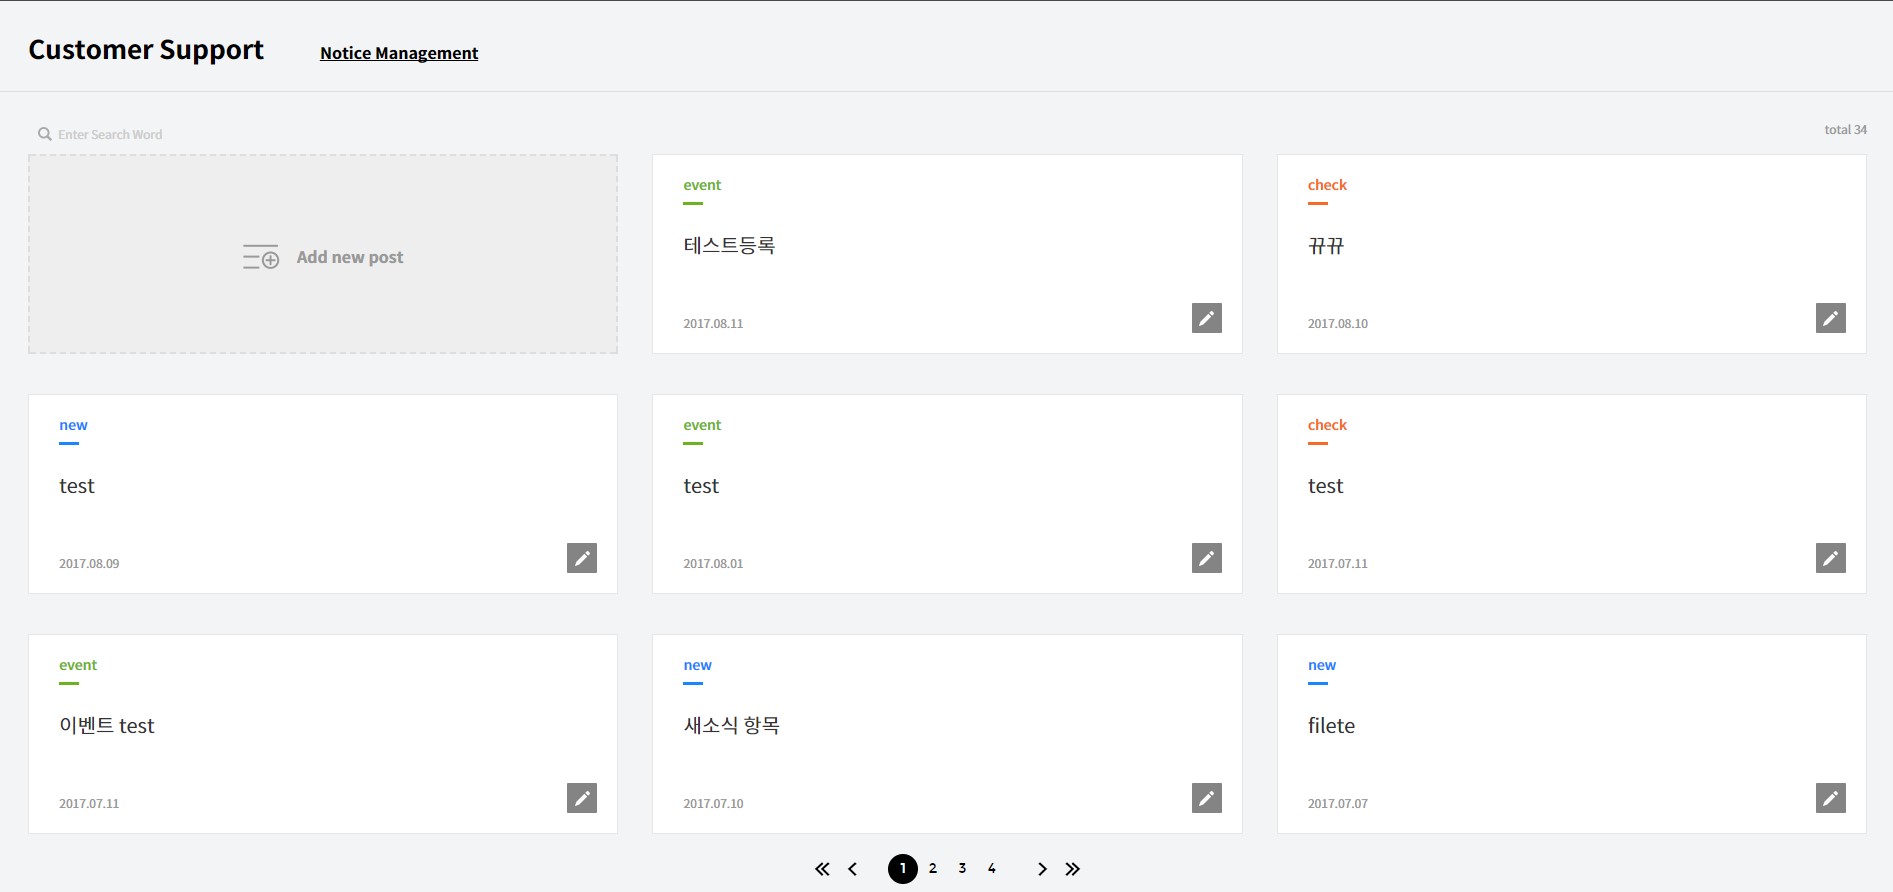 Customer Support
Notice Management
Enter Search Word
total 34
Add new post
event
테스트등록
2017.08.11
check
뀨뀨
2017.08.10
new
test
2017.08.09
event
test
2017.08.01
check
test
2017.07.11
event
이벤트 test
2017.07.11
new
새소식 항목
2017.07.10
new
filete
2017.07.07
1 2 3 4